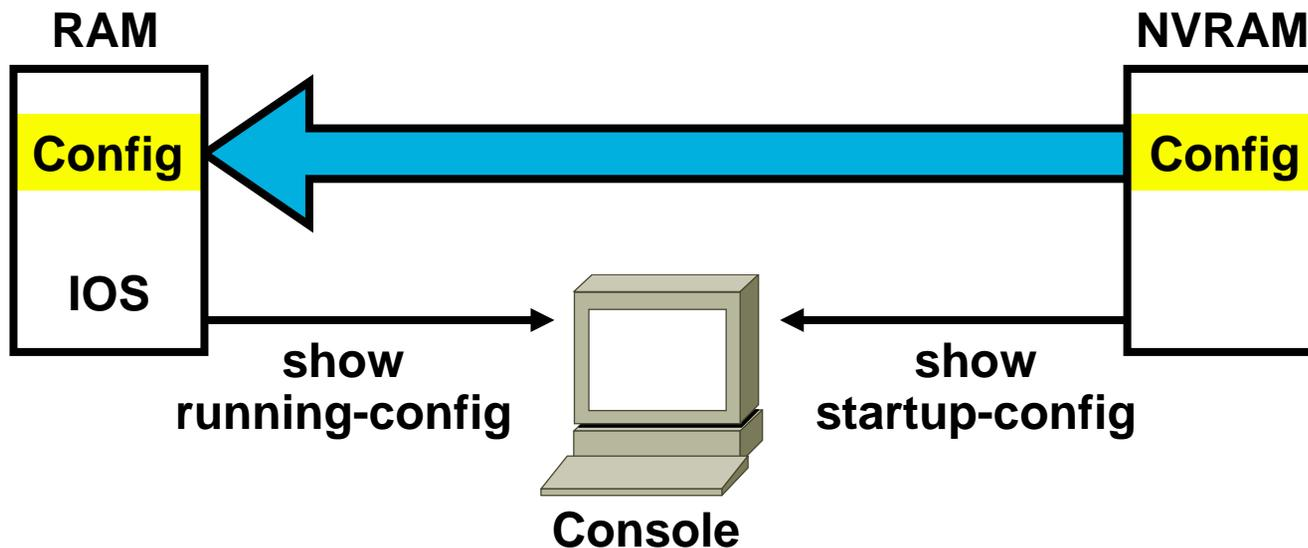 RAM
NVRAM
Config
Config
IOS
show
running-config
show
startup-config
Console